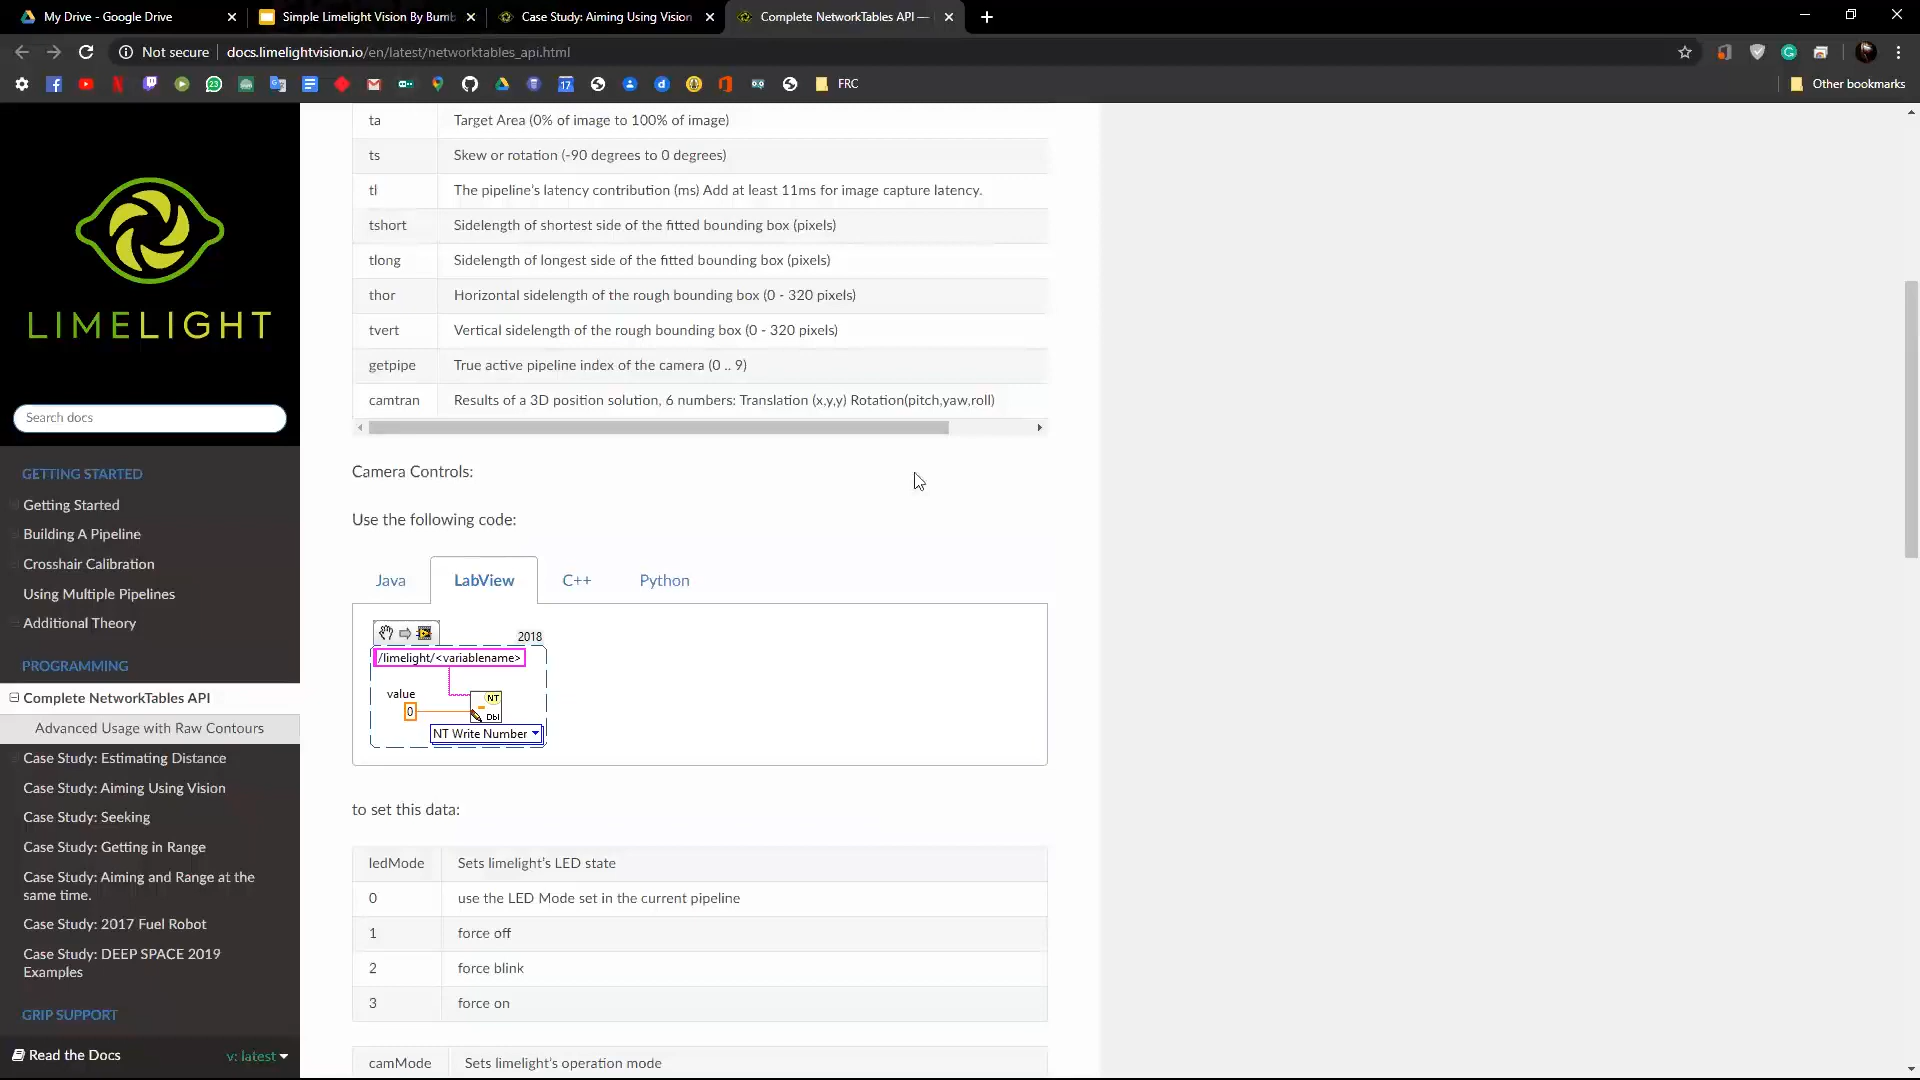 My Drive - Google Drive
Simple Limelight Vision By Bumb
Case Study: Aiming Using Vision
Complete NetworkTables API —
Not secure
docs.limelightvision.io/en/latest/networktables_api.html
23
17
FRC
Other bookmarks
LIMELIGHT
Search docs
GETTING STARTED
Getting Started
Building A Pipeline
Crosshair Calibration
Using Multiple Pipelines
Additional Theory
PROGRAMMING
Complete NetworkTables API
Advanced Usage with Raw Contours
Case Study: Estimating Distance
Case Study: Aiming Using Vision
Case Study: Seeking
Case Study: Getting in Range
Case Study: Aiming and Range at the
same time.
Case Study: 2017 Fuel Robot
Case Study: DEEP SPACE 2019
Examples
GRIP SUPPORT
Read the Docs
v: latest
ta Target Area (0% of image to 100% of image)
ts Skew or rotation (-90 degrees to 0 degrees)
tl The pipeline's latency contribution (ms) Add at least 11ms for image capture latency.
tshort Sidelength of shortest side of the fitted bounding box (pixels)
tlong Sidelength of longest side of the fitted bounding box (pixels)
thor Horizontal sidelength of the rough bounding box (0 - 320 pixels)
tvert Vertical sidelength of the rough bounding box (0 - 320 pixels)
getpipe True active pipeline index of the camera (0 .. 9)
camtran Results of a 3D position solution, 6 numbers: Translation (x,y,y) Rotation(pitch,yaw,roll)
Camera Controls:
Use the following code:
Java LabView C++ Python
2018
/limelight/<variablename>
value
NT
0
Dbl
NT Write Number
to set this data:
ledMode Sets limelight's LED state
0 use the LED Mode set in the current pipeline
1 force off
2 force blink
3 force on
camMode Sets limelight's operation mode